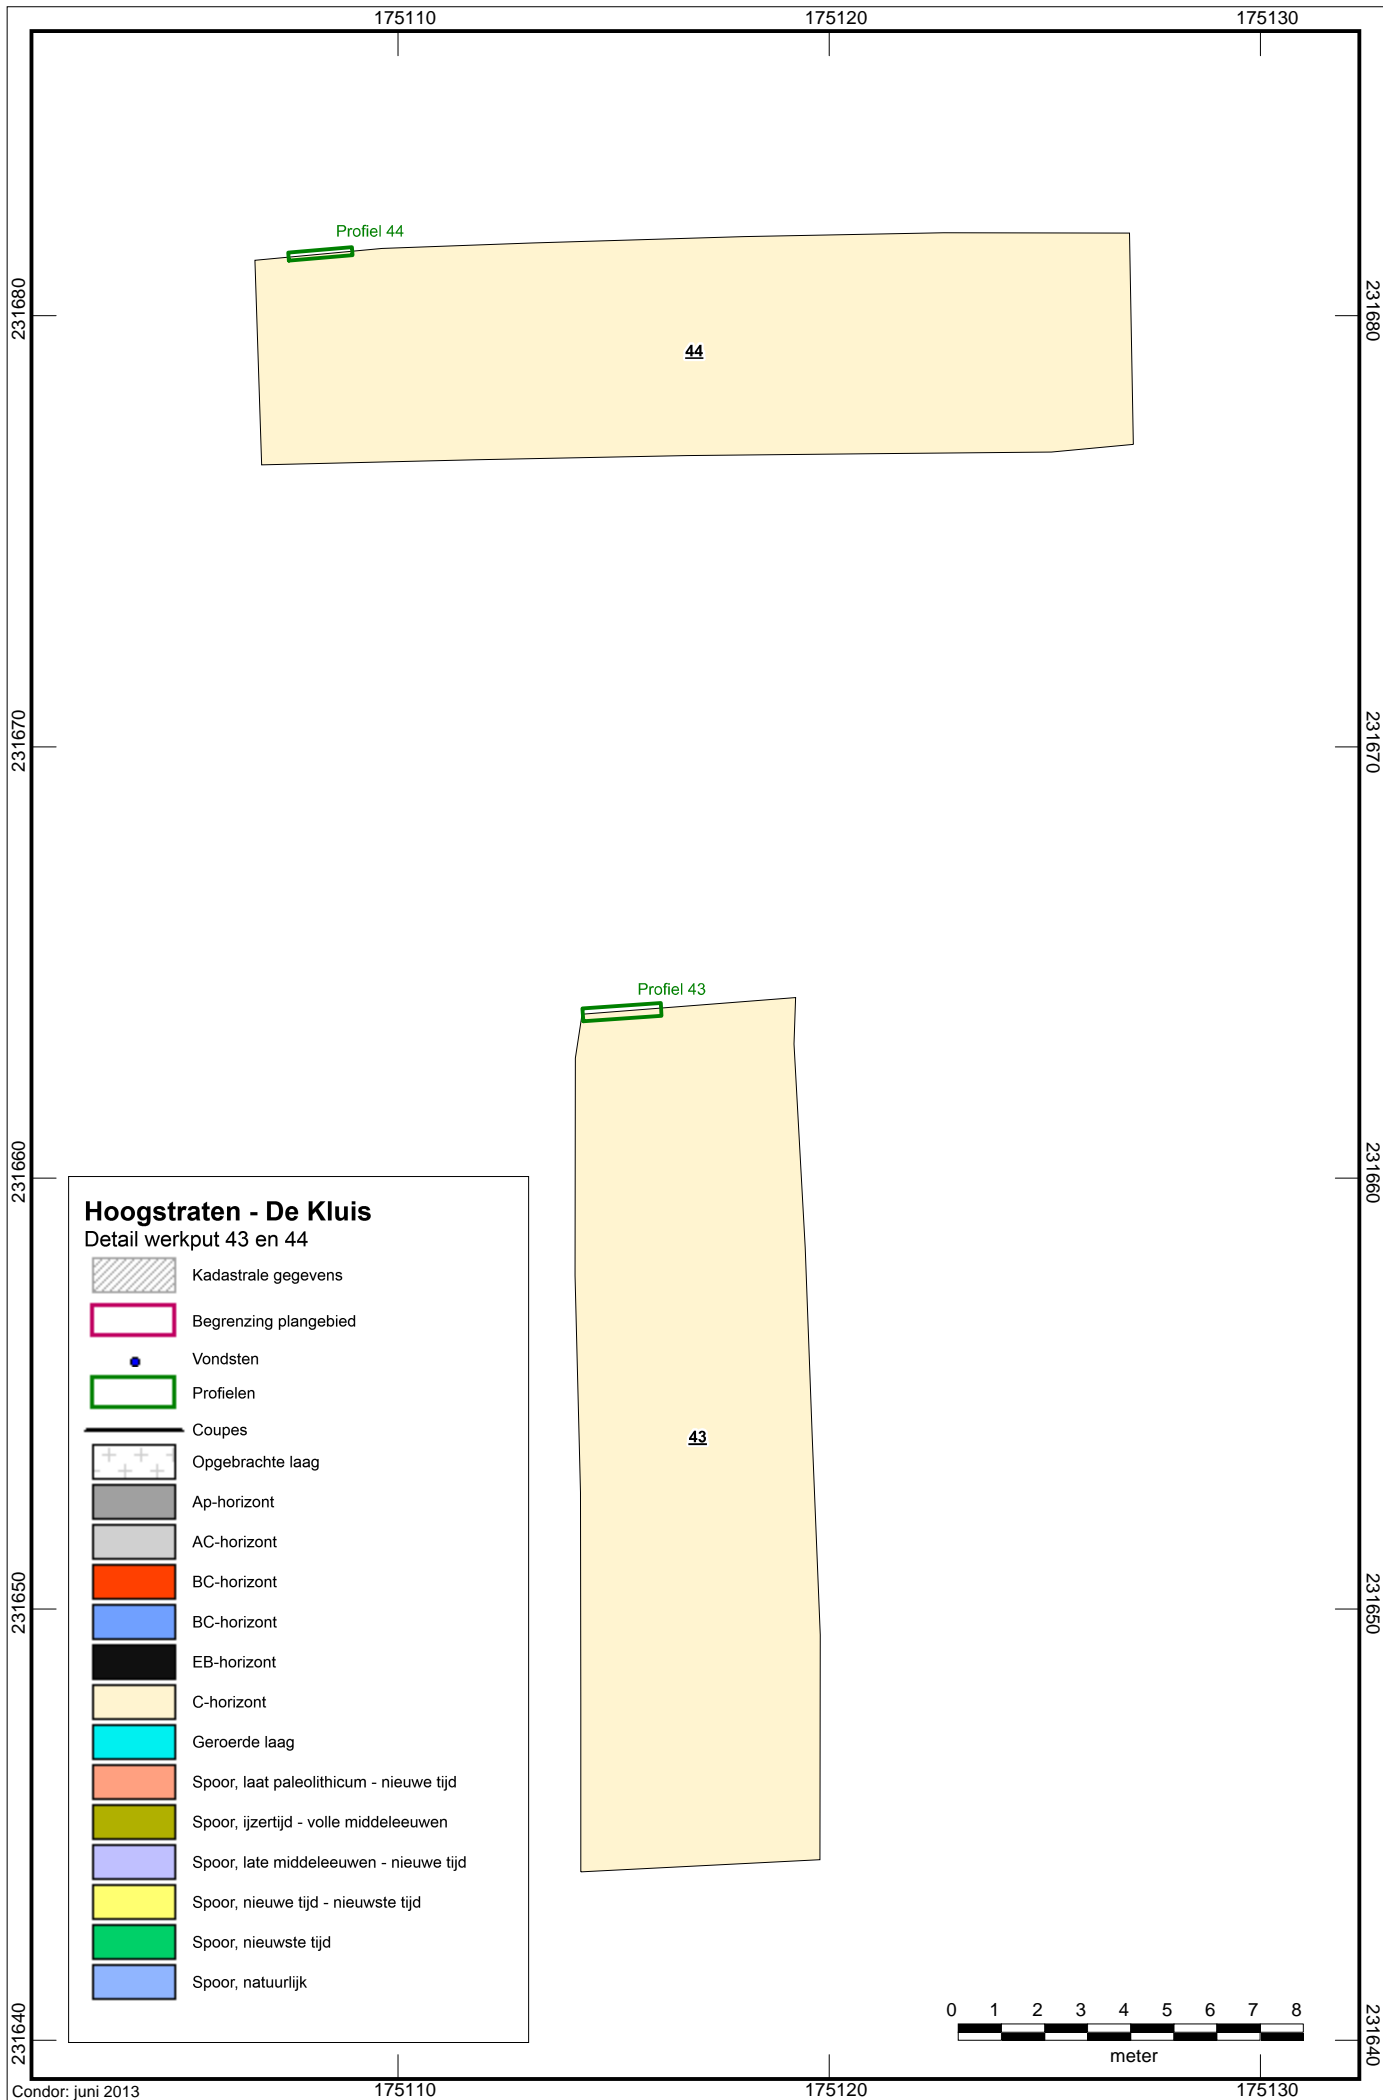 175110
175120
175130
Profiel 44
231680
231680
44
231670
231670
Profiel 43
231660
231660
Hoogstraten - De Kluis
Detail werkput 43 en 44
Kadastrale gegevens
Begrenzing plangebied
Vondsten
Profielen
Coupes
43
Opgebrachte laag
Ap-horizont
AC-horizont
BC-horizont
231650
231650
BC-horizont
EB-horizont
C-horizont
Geroerde laag
Spoor, laat paleolithicum - nieuwe tijd
Spoor, ijzertijd - volle middeleeuwen
Spoor, late middeleeuwen - nieuwe tijd
Spoor, nieuwe tijd - nieuwste tijd
Spoor, nieuwste tijd
Spoor, natuurlijk
0 1 2 3 4 5 6 7 8
meter
231640
231640
Condor: juni 2013
175110
175120
175130